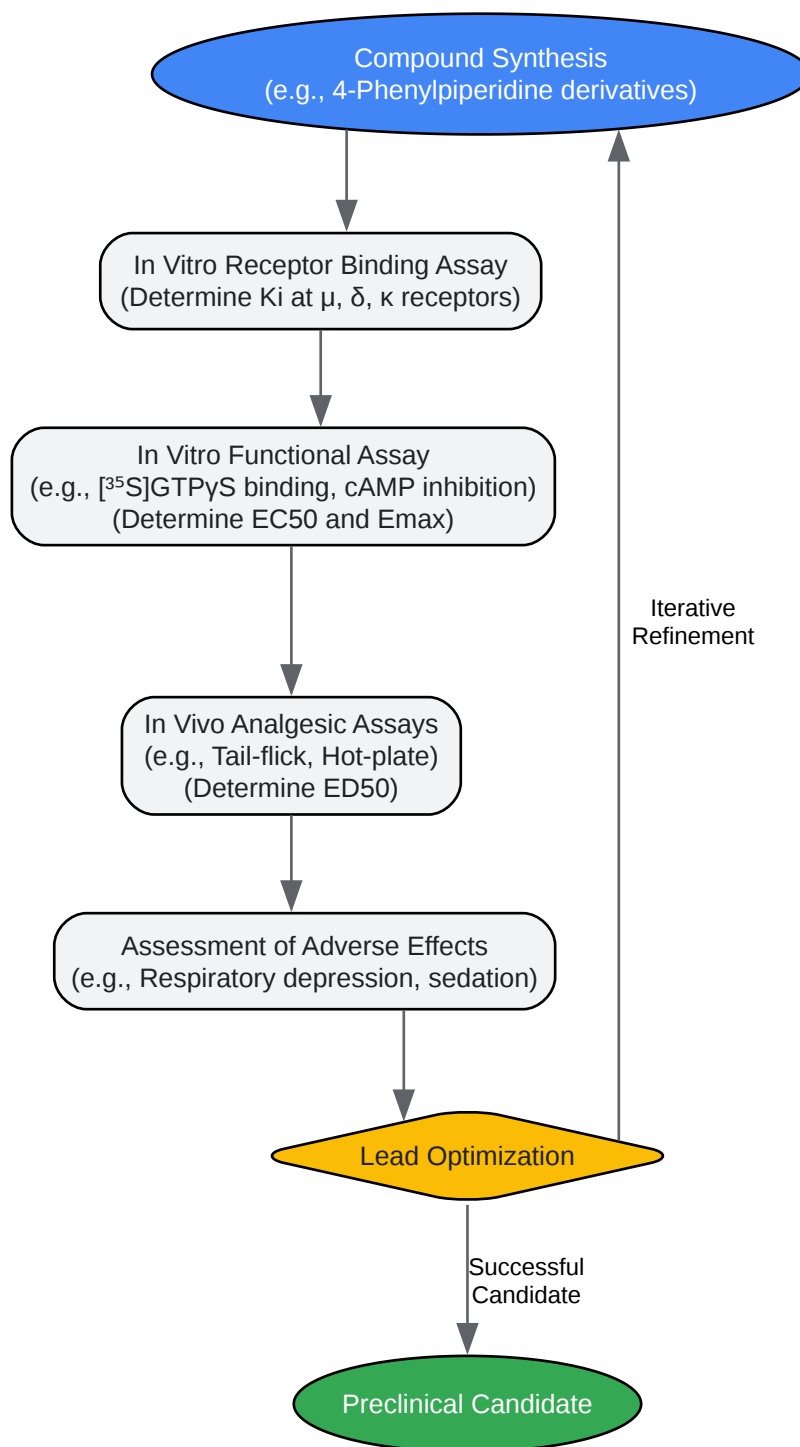 Compound Synthesis
(e.g., 4-Phenylpiperidine derivatives)
In Vitro Receptor Binding Assay
(Determine Ki at μ, δ, κ receptors)
In Vitro Functional Assay
(e.g., [³⁵S]GTPγS binding, cAMP inhibition)
(Determine EC50 and Emax)
Iterative
Refinement
In Vivo Analgesic Assays
(e.g., Tail-flick, Hot-plate)
(Determine ED50)
Assessment of Adverse Effects
(e.g., Respiratory depression, sedation)
Lead Optimization
Successful
Candidate
Preclinical Candidate